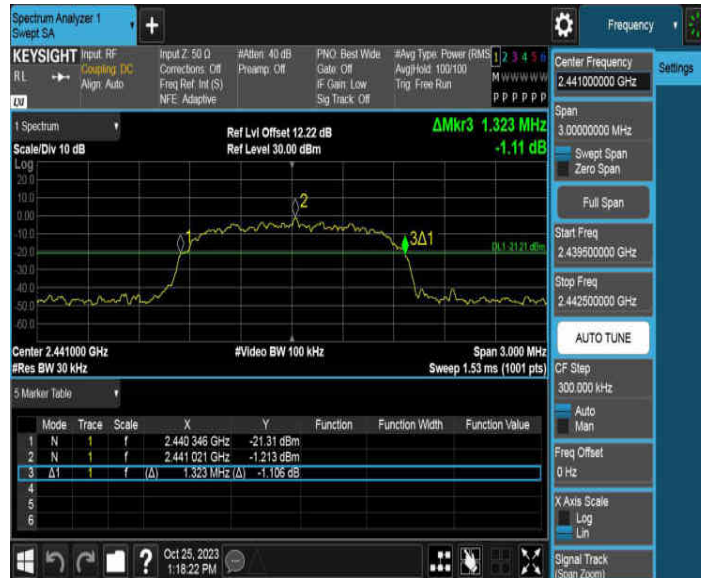 Spectrum Analyzer 1
Swept SA
+
Frequency
KEYSIGHT
Input: RF
Coupling: DC
Align: Auto
Input Z: 50 Ω
Corrections: Off
Freq Ref: Int (S)
NFE: Adaptive
#Atten: 40 dB
Preamp: Off
PNO: Best Wide
Gate: Off
IF Gain: Low
Sig Track: Off
#Avg Type: Power (RMS
Avg|Hold: 100/100
Trig: Free Run
1 2 3 4 5 6
M W W W W W
P P P P P P
RL
LXI
1 Spectrum
Scale/Div 10 dB
Ref Lvl Offset 12.22 dB
Ref Level 30.00 dBm
ΔMkr3 1.323 MHz
-1.11 dB
Log
20.0
10.0
0.00
-10.0
-20.0
-30.0
-40.0
-50.0
-60.0
1
2
3Δ1
DL1 -21.21 dBm
Center 2.441000 GHz
#Res BW 30 kHz
#Video BW 100 kHz
Span 3.000 MHz
Sweep 1.53 ms (1001 pts)
5 Marker Table
Mode Trace Scale X Y Function Function Width Function Value
1 N 1 f 2.440 346 GHz -21.31 dBm
2 N 1 f 2.441 021 GHz -1.213 dBm
3 Δ1 1 f (Δ) 1.323 MHz (Δ) -1.106 dB
4
5
6
Oct 25, 2023
1:18:22 PM
?
Center Frequency
2.441000000 GHz
Settings
Span
3.00000000 MHz
Swept Span
Zero Span
Full Span
Start Freq
2.439500000 GHz
Stop Freq
2.442500000 GHz
AUTO TUNE
CF Step
300.000 kHz
Auto
Man
Freq Offset
0 Hz
X Axis Scale
Log
Lin
Signal Track
(Span Zoom)